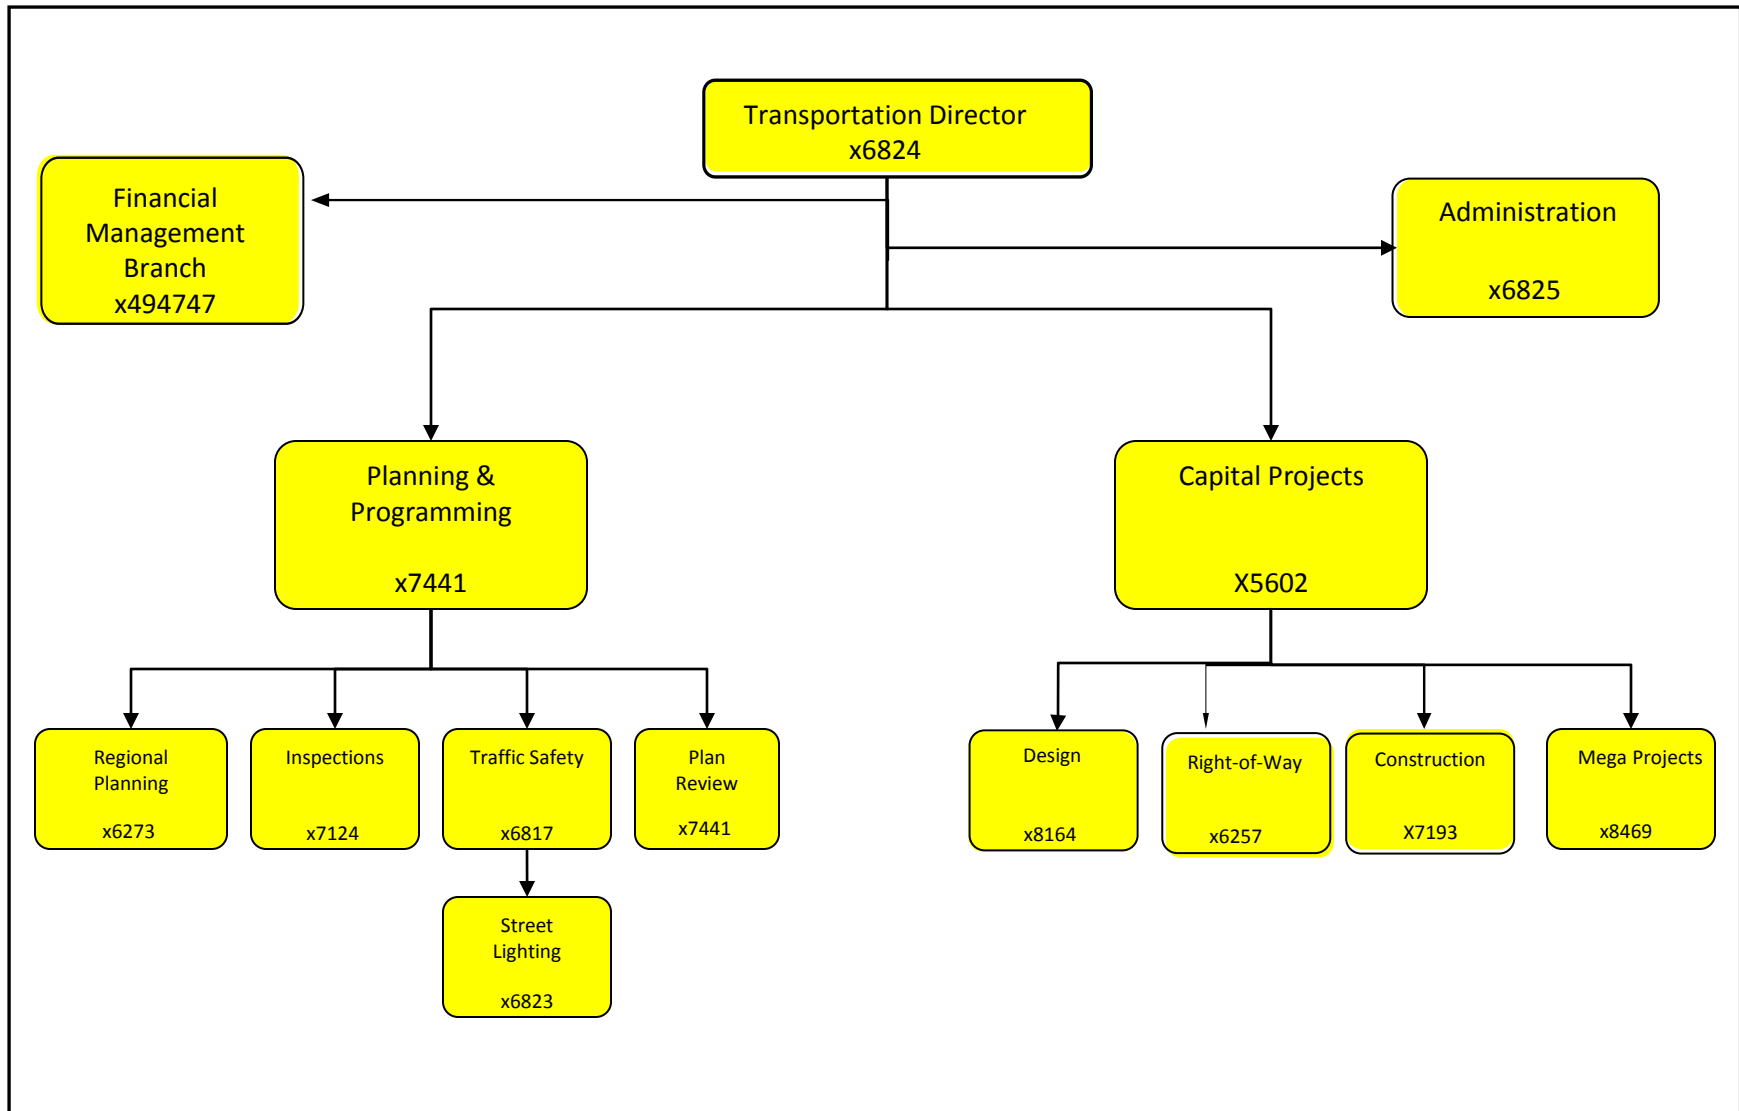 Transportation Director
x6824
Financial
Management
Branch
x494747
Administration
x6825
Planning &
Programming
x7441
Capital Projects
X5602
Regional
Planning
x6273
Inspections
x7124
Traffic Safety
x6817
Plan
Review
x7441
Design
x8164
Right-of-Way
x6257
Construction
X7193
Mega Projects
x8469
Street
Lighting
x6823